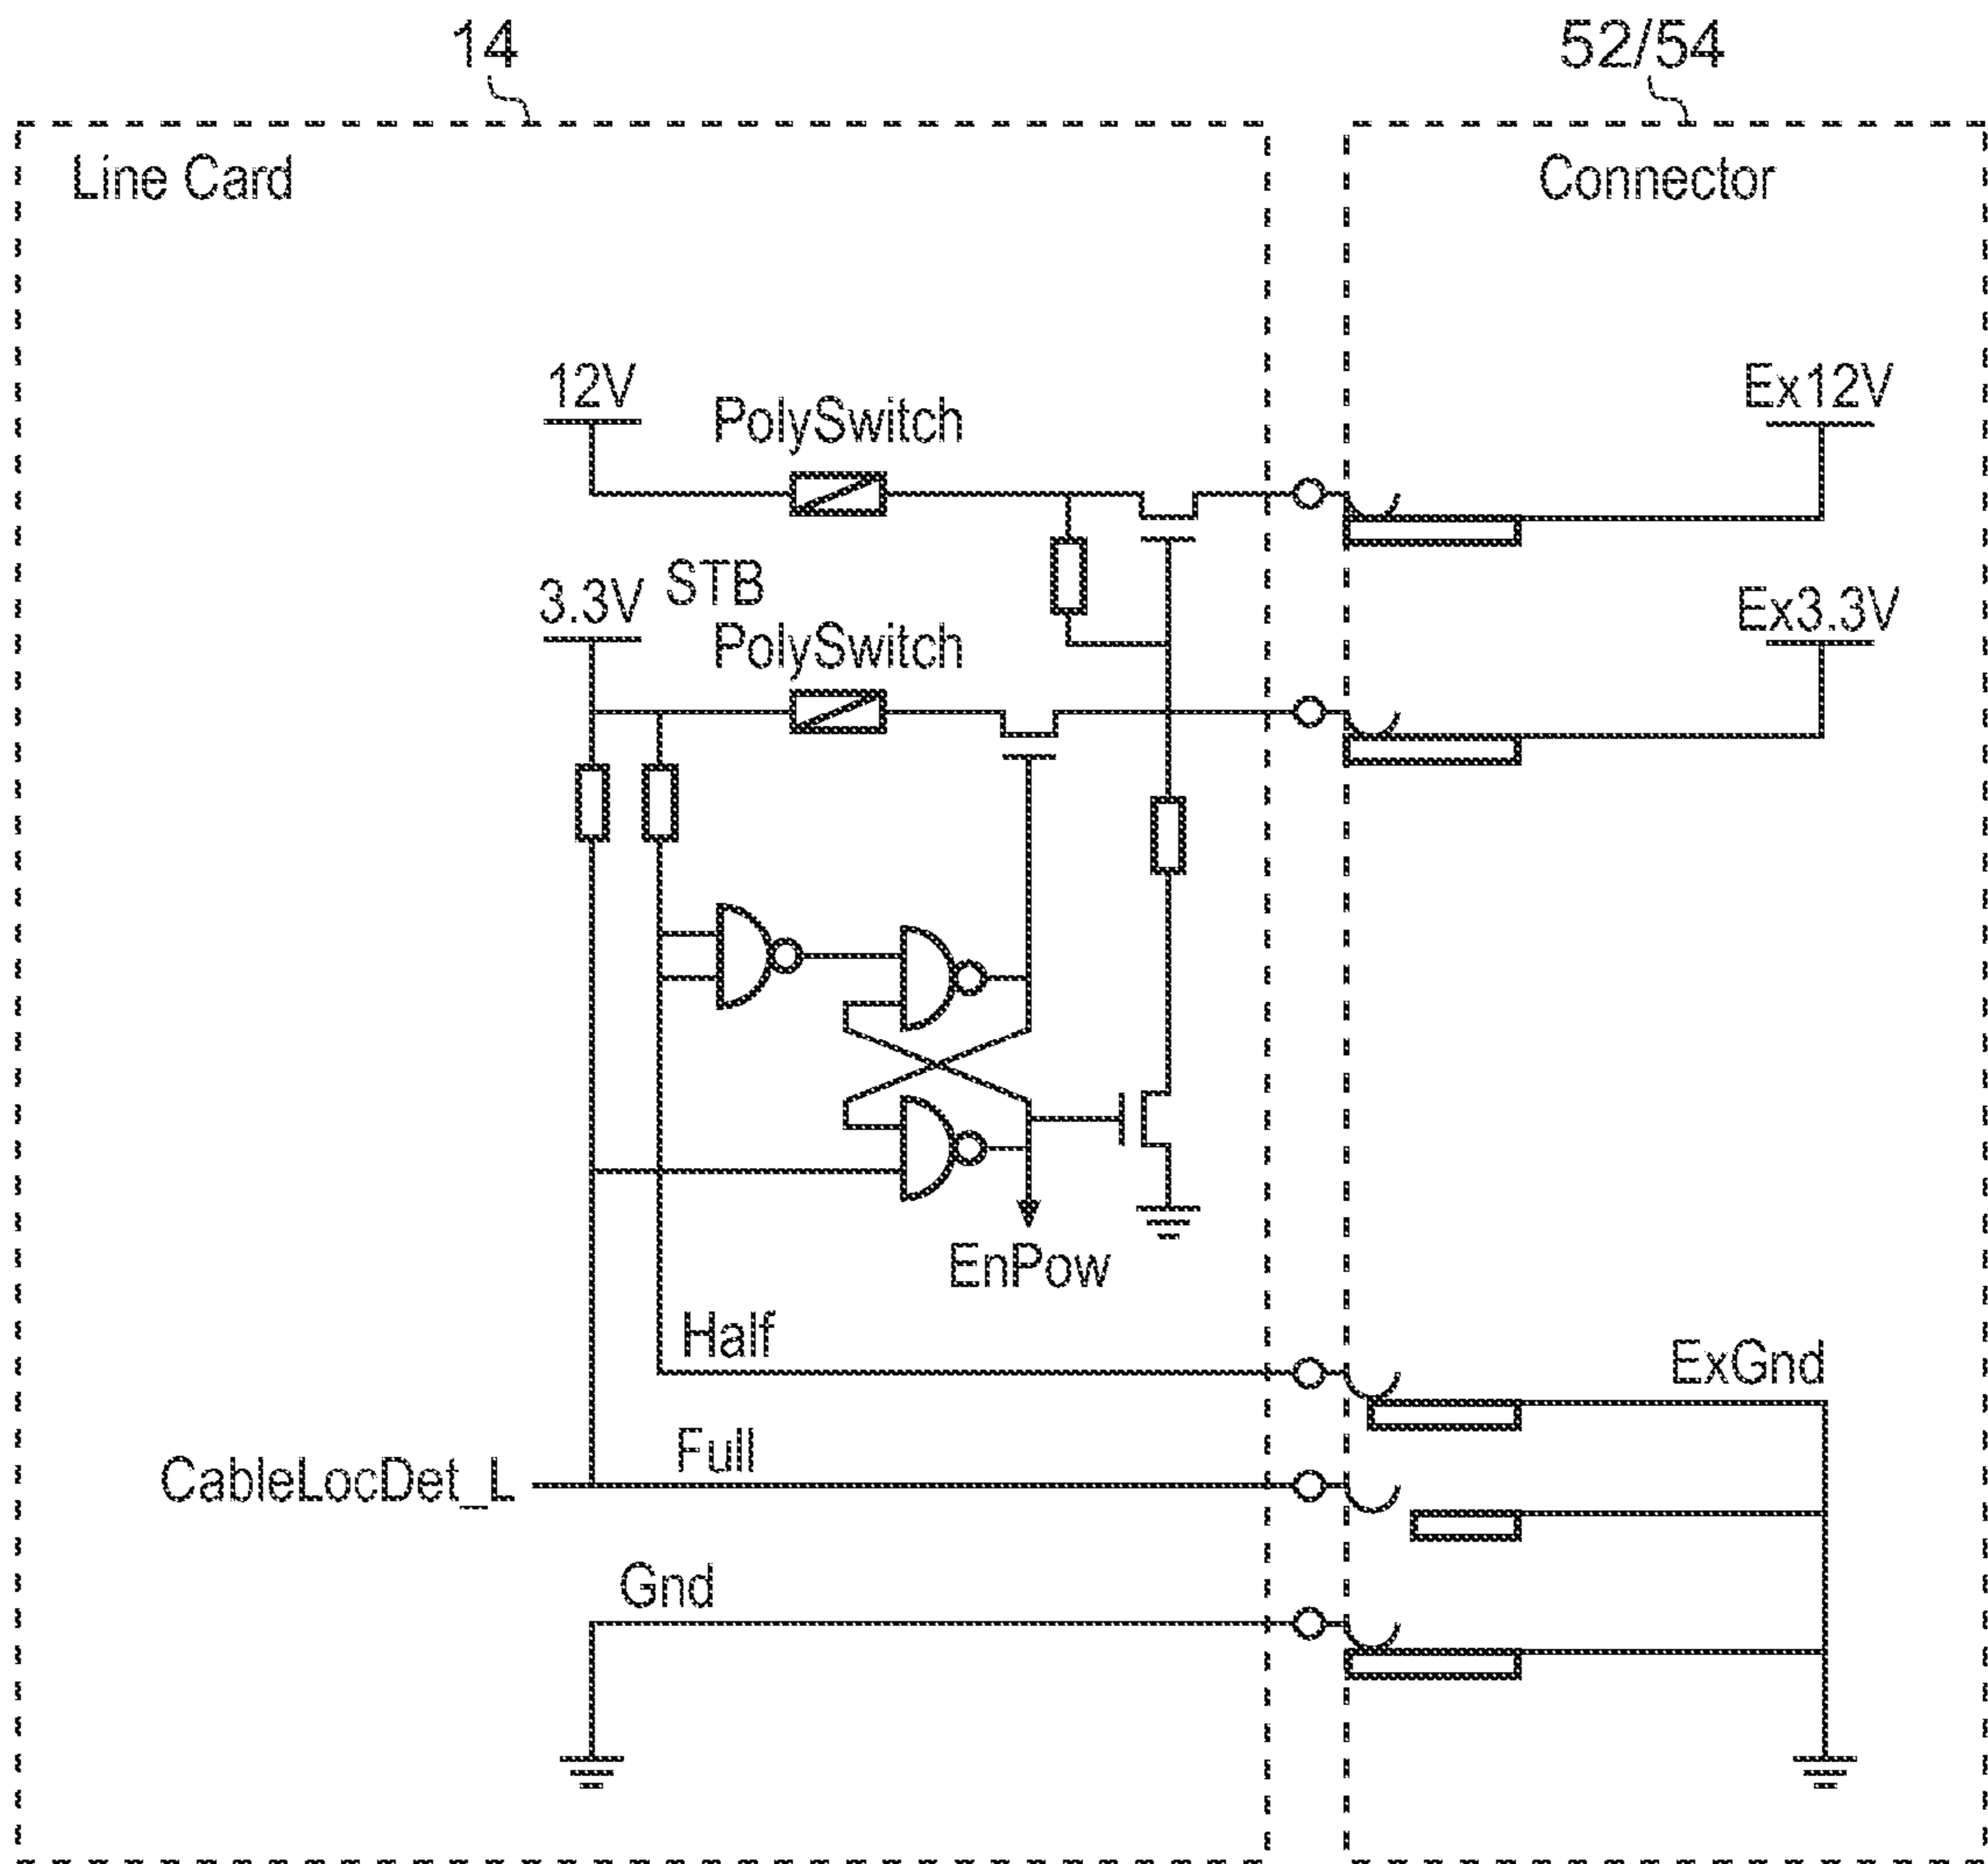 14
52/54
Line Card
Connector
12V
PolySwitch
Ex12V
3.3V
STB
PolySwitch
Ex3.3V
EnPow
Half
ExGnd
Full
CableLocDet_L
Gnd